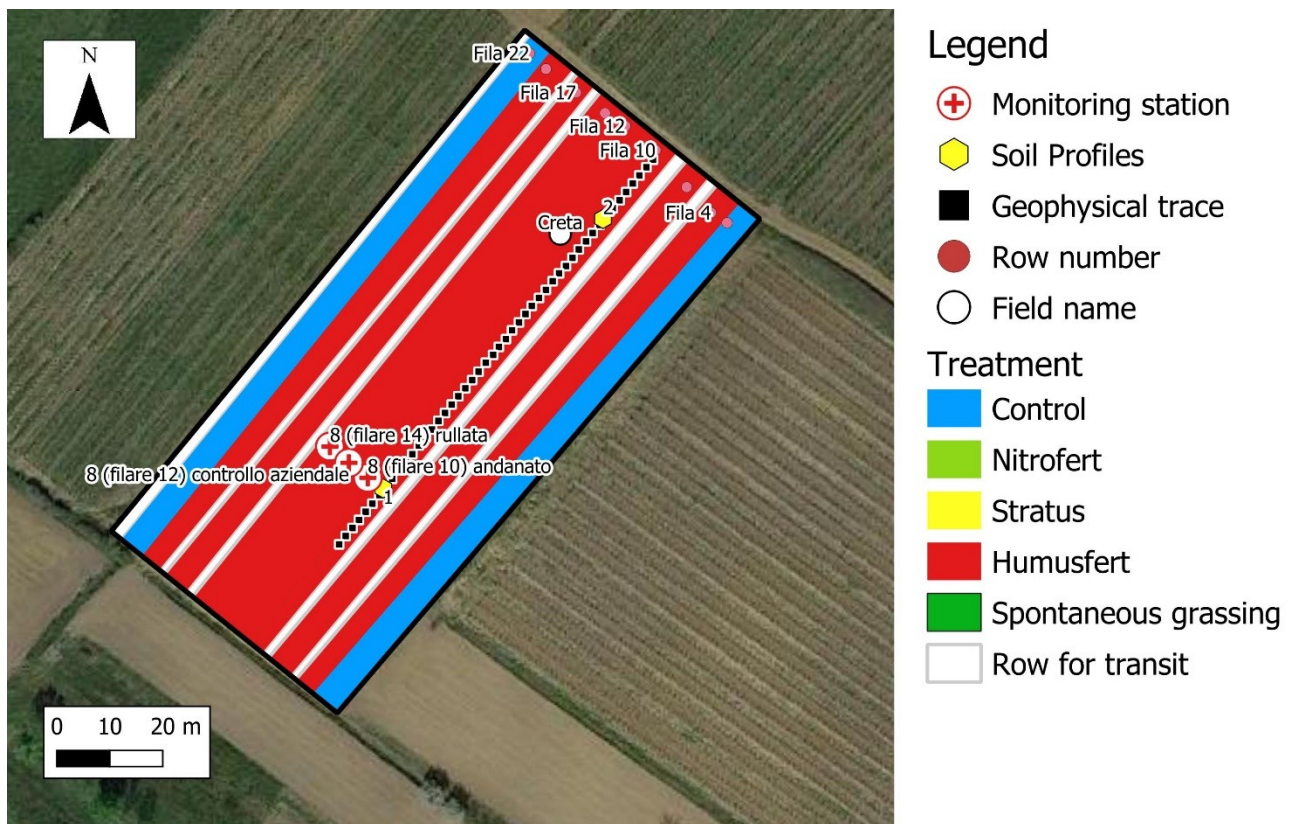 N
Fila 22
Fila 17
Fila 12
Fila 10
2
Creta
Fila 4
8 (filare 14) rullata
8 (filare 12) controllo aziendale
8 (filare 10) andanato
1
0 10 20 m
Legend
Monitoring station
Soil Profiles
Geophysical trace
Row number
Field name
Treatment
Control
Nitrofert
Stratus
Humusfert
Spontaneous grassing
Row for transit